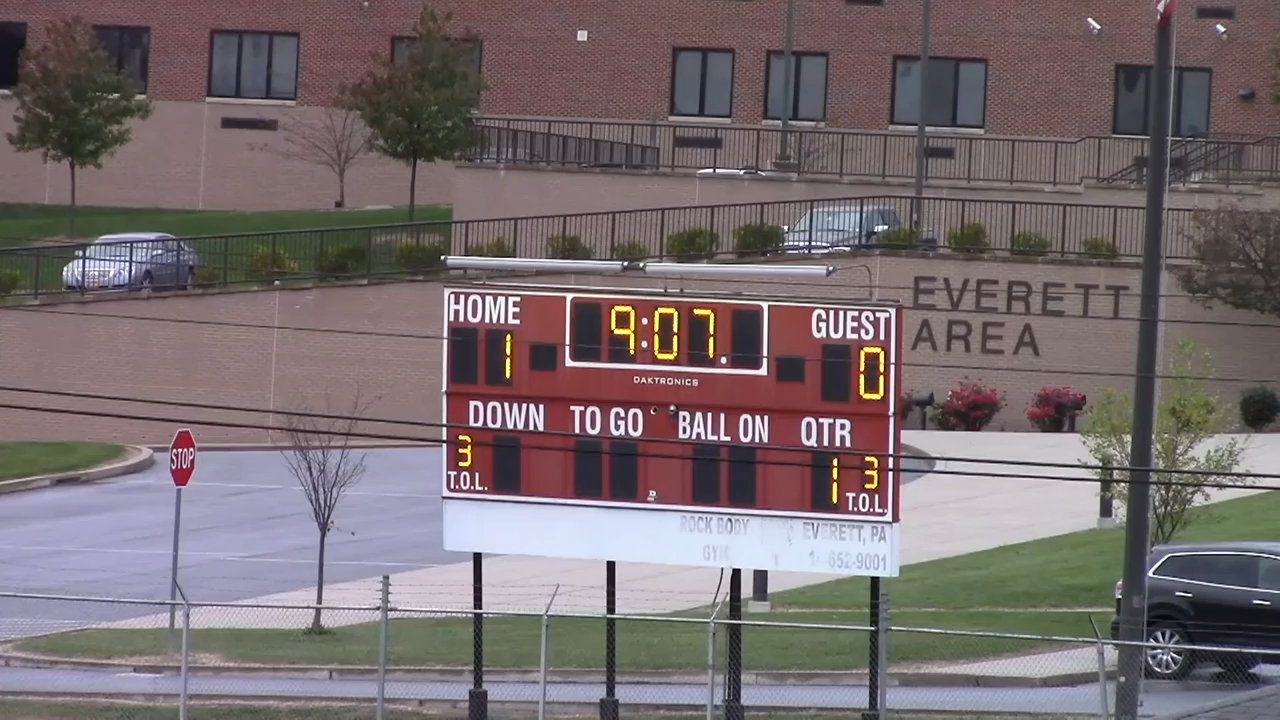 EVERETT
AREA
HOME 9:07 GUEST
1 0
DAKTRONICS
DOWN TO GO BALL ON QTR
3 1 3
T.O.L. T.O.L.
STOP
ROCK BODY EVERETT, PA
652-9001